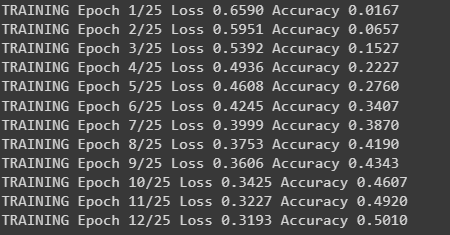 TRAINING Epoch 1/25 Loss 0.6590 Accuracy 0.0167
TRAINING Epoch 2/25 Loss 0.5951 Accuracy 0.0657
TRAINING Epoch 3/25 Loss 0.5392 Accuracy 0.1527
TRAINING Epoch 4/25 Loss 0.4936 Accuracy 0.2227
TRAINING Epoch 5/25 Loss 0.4608 Accuracy 0.2760
TRAINING Epoch 6/25 Loss 0.4245 Accuracy 0.3407
TRAINING Epoch 7/25 Loss 0.3999 Accuracy 0.3870
TRAINING Epoch 8/25 Loss 0.3753 Accuracy 0.4190
TRAINING Epoch 9/25 Loss 0.3606 Accuracy 0.4343
TRAINING Epoch 10/25 Loss 0.3425 Accuracy 0.4607
TRAINING Epoch 11/25 Loss 0.3227 Accuracy 0.4920
TRAINING Epoch 12/25 Loss 0.3193 Accuracy 0.5010